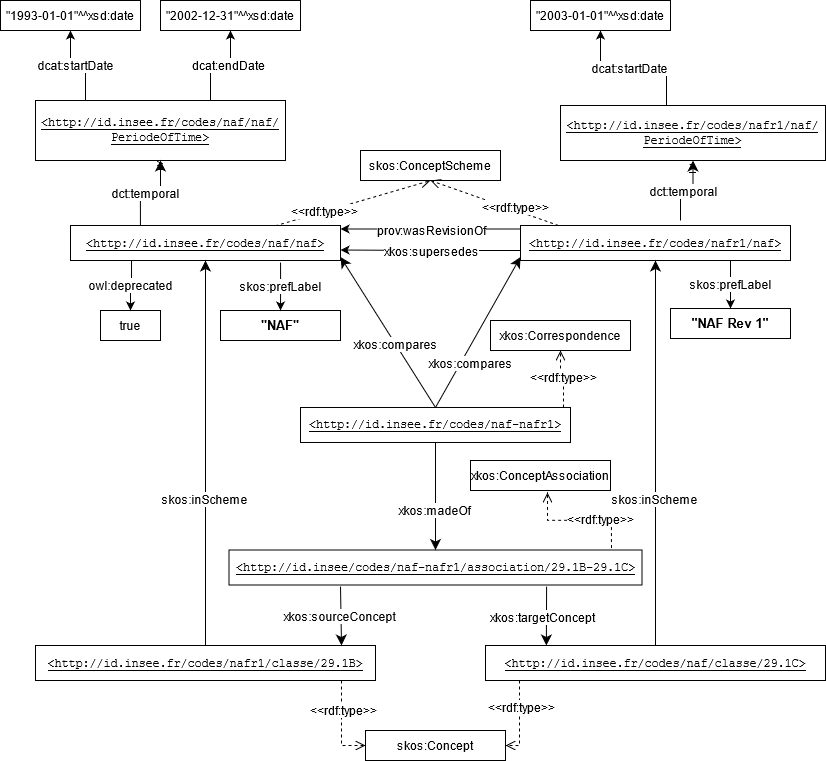 "1993-01-01"^^xsd:date
"2002-12-31"^^xsd:date
"2003-01-01"^^xsd:date
dcat:startDate
dcat:endDate
dcat:startDate
<http://id.insee.fr/codes/naf/naf/
PeriodeOfTime>
<http://id.insee.fr/codes/nafr1/naf/
PeriodeOfTime>
skos:ConceptScheme
dct:temporal
dct:temporal
<<rdf:type>>
<<rdf:type>>
prov:wasRevisionOf
<http://id.insee.fr/codes/naf/naf>
<http://id.insee.fr/codes/nafr1/naf>
xkos:supersedes
owl:deprecated
skos:prefLabel
skos:prefLabel
true
"NAF"
"NAF Rev 1"
xkos:Correspondence
xkos:compares
xkos:compares
<<rdf:type>>
<http://id.insee.fr/codes/naf-nafr1>
xkos:ConceptAssociation
skos:inScheme
skos:inScheme
xkos:madeOf
<<rdf:type>>
<http://id.insee/codes/naf-nafr1/association/29.1B-29.1C>
xkos:sourceConcept
xkos:targetConcept
<http://id.insee.fr/codes/nafr1/classe/29.1B>
<http://id.insee.fr/codes/naf/classe/29.1C>
<<rdf:type>>
<<rdf:type>>
skos:Concept